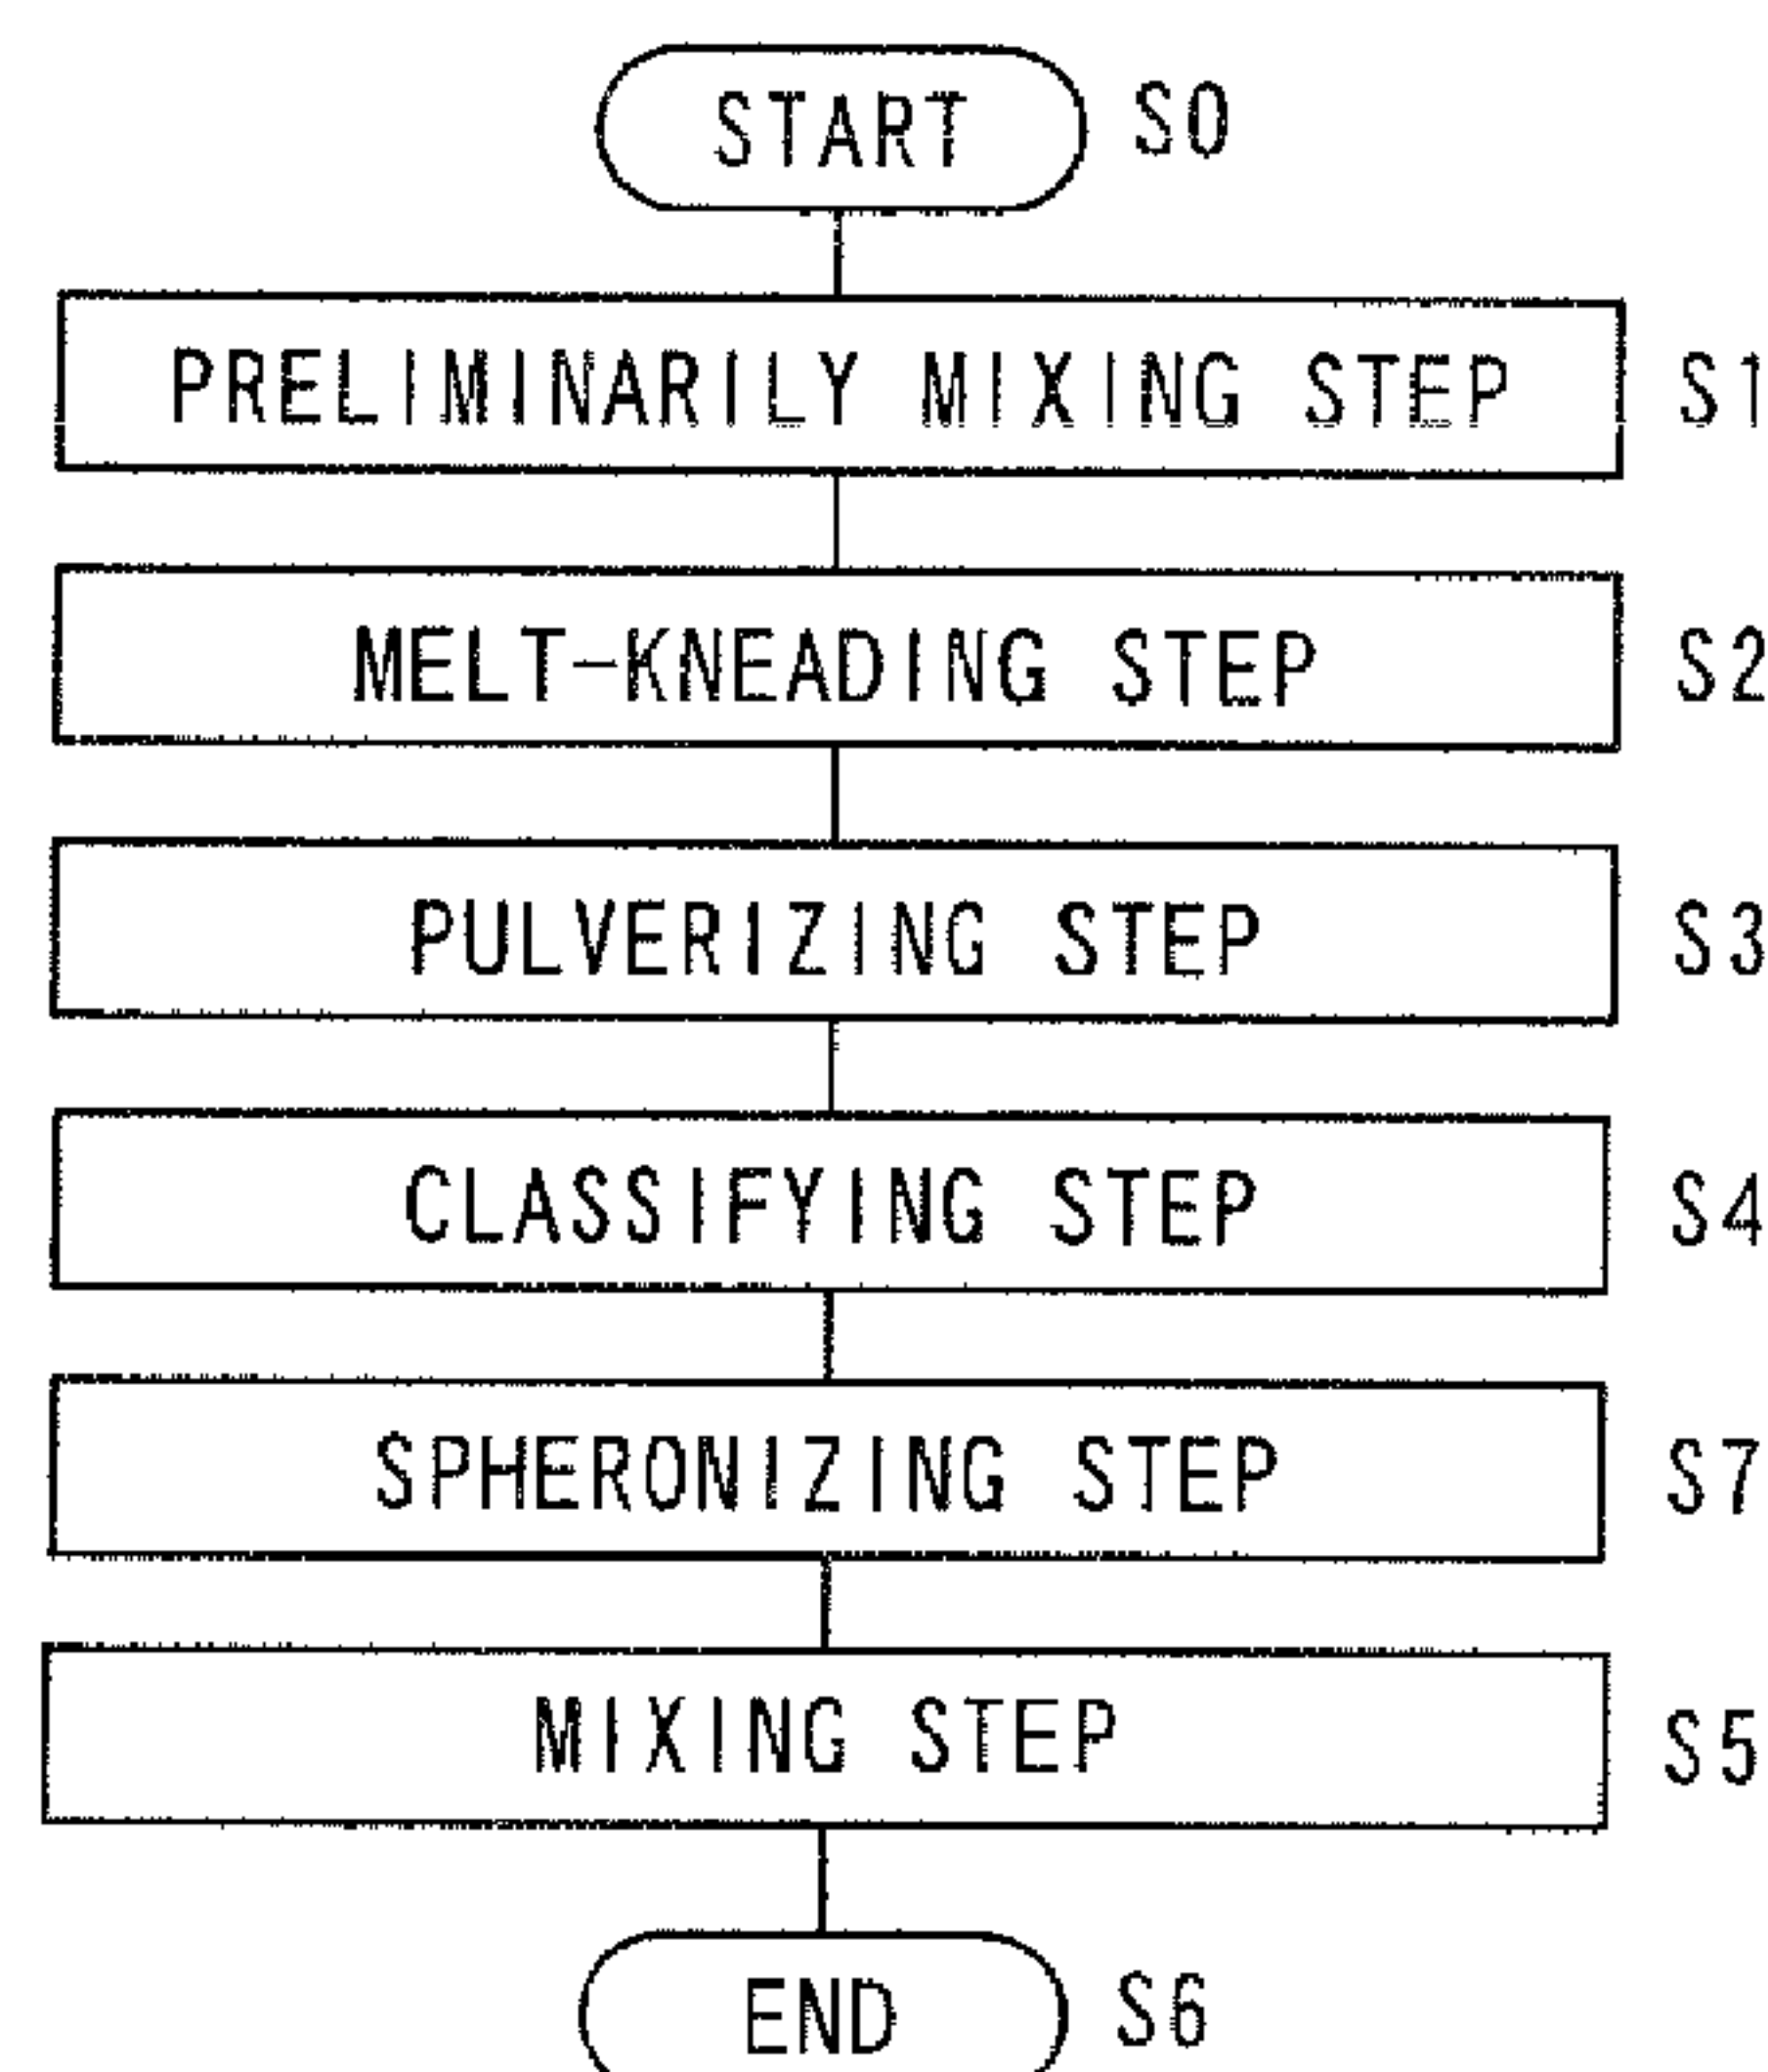 START S0
PRELIMINARILY MIXING STEP S1
MELT-KNEADING STEP S2
PULVERIZING STEP S3
CLASSIFYING STEP S4
SPHERONIZING STEP S7
MIXING STEP S5
END S6